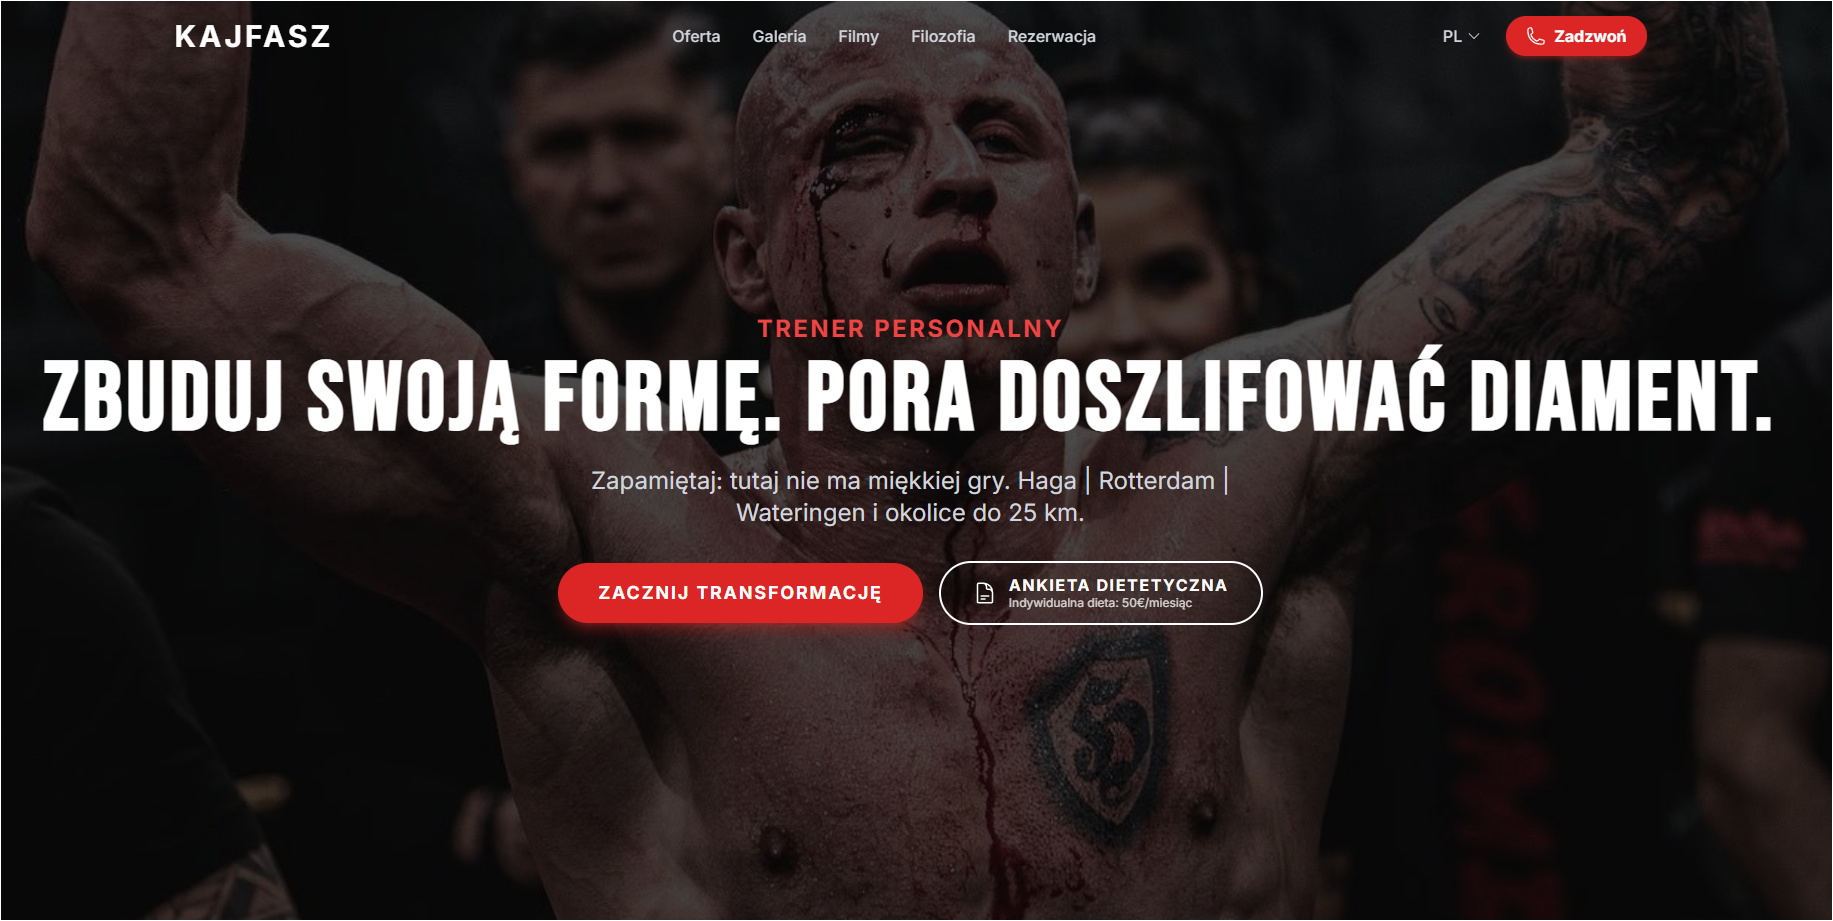 KAJFASZ
Oferta Galeria Filmy Filozofia Rezerwacja
PL
Zadzwoń
TRENER PERSONALNY
ZBUDUJ SWOJĄ FORMĘ. PORA DOSZLIFOWAĆ DIAMENT.
Zapamiętaj: tutaj nie ma miękkiej gry. Haga | Rotterdam |
Wateringen i okolice do 25 km.
ZACZNIJ TRANSFORMACJĘ
ANKIETA DIETETYCZNA
Indywidualna dieta: 50€/miesiąc